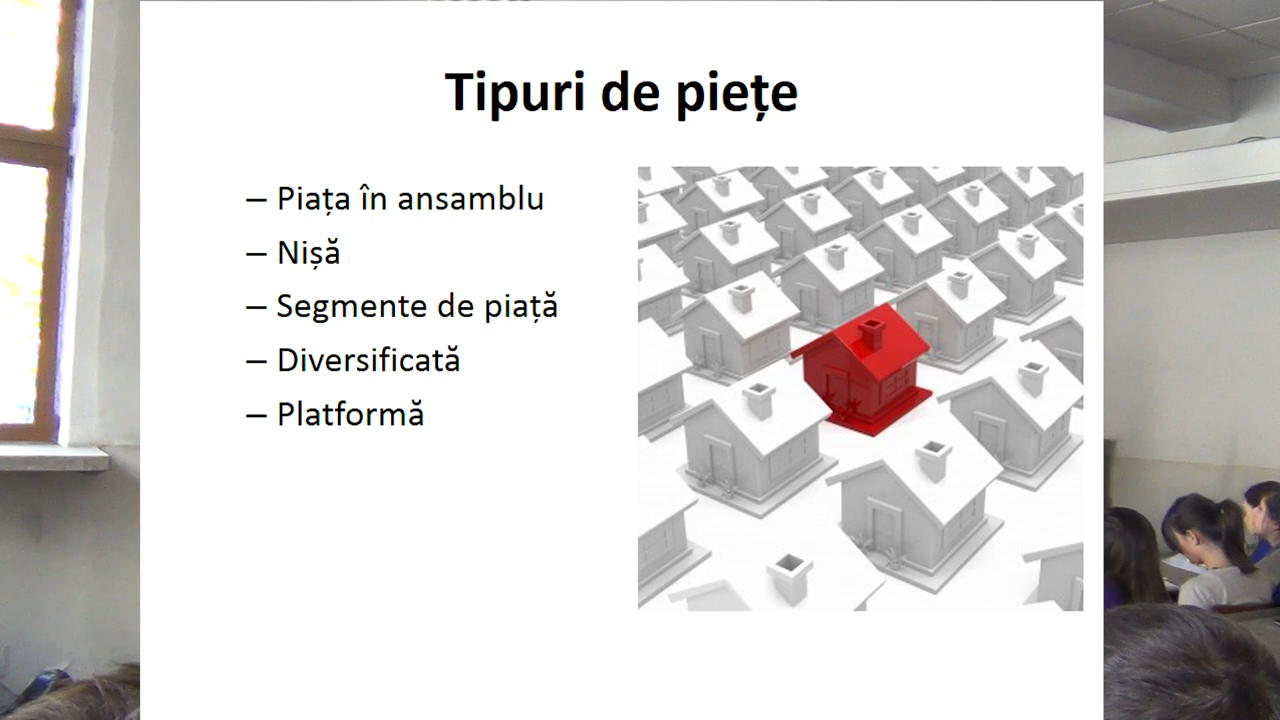 Tipuri de piețe
– Piața în ansamblu
– Nișă
– Segmente de piață
– Diversificată
– Platformă